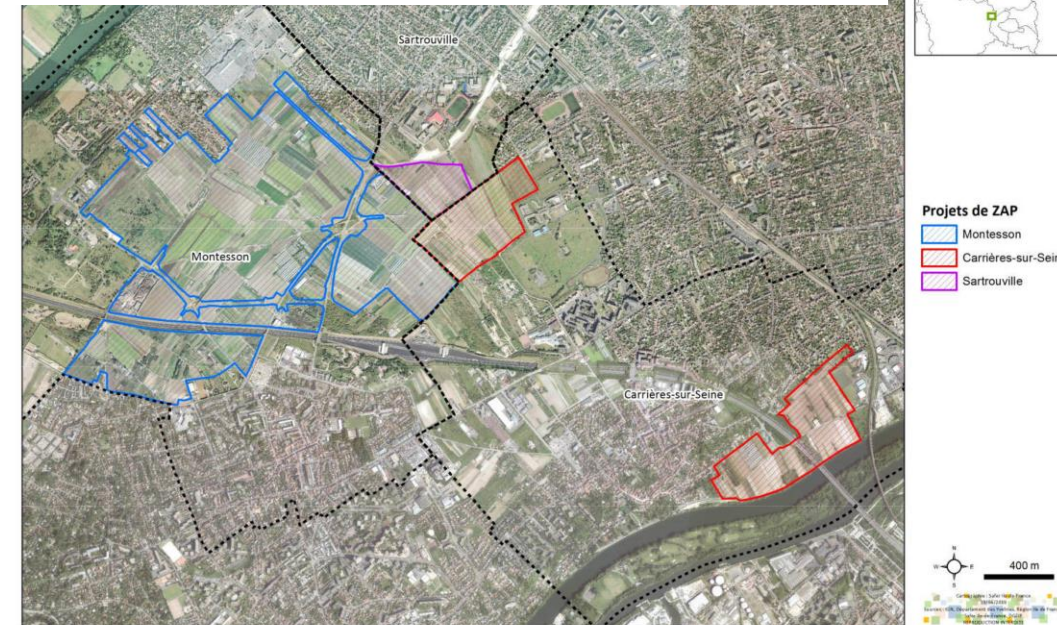 Sartrouville
Montesson
Carrières-sur-Seine
Projets de ZAP
Montesson
Carrières-sur-Sein
Sartrouville
N
400 m